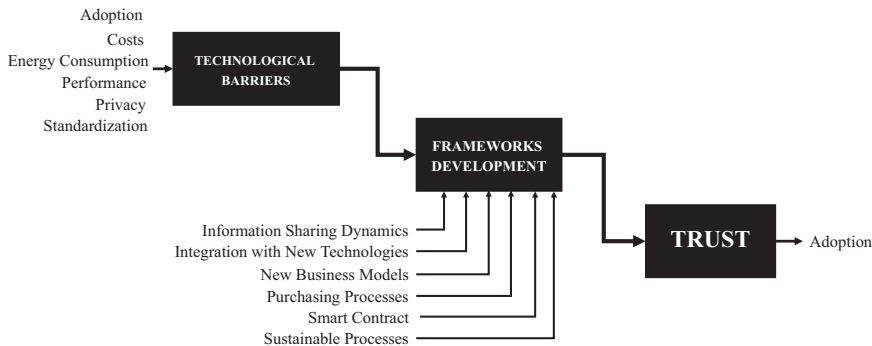 Adoption
Costs
Energy Consumption
Performance
Privacy
Standardization
TECHNOLOGICAL
BARRIERS
FRAMEWORKS
DEVELOPMENT
Information Sharing Dynamics
Integration with New Technologies
New Business Models
Purchasing Processes
Smart Contract
Sustainable Processes
TRUST
Adoption